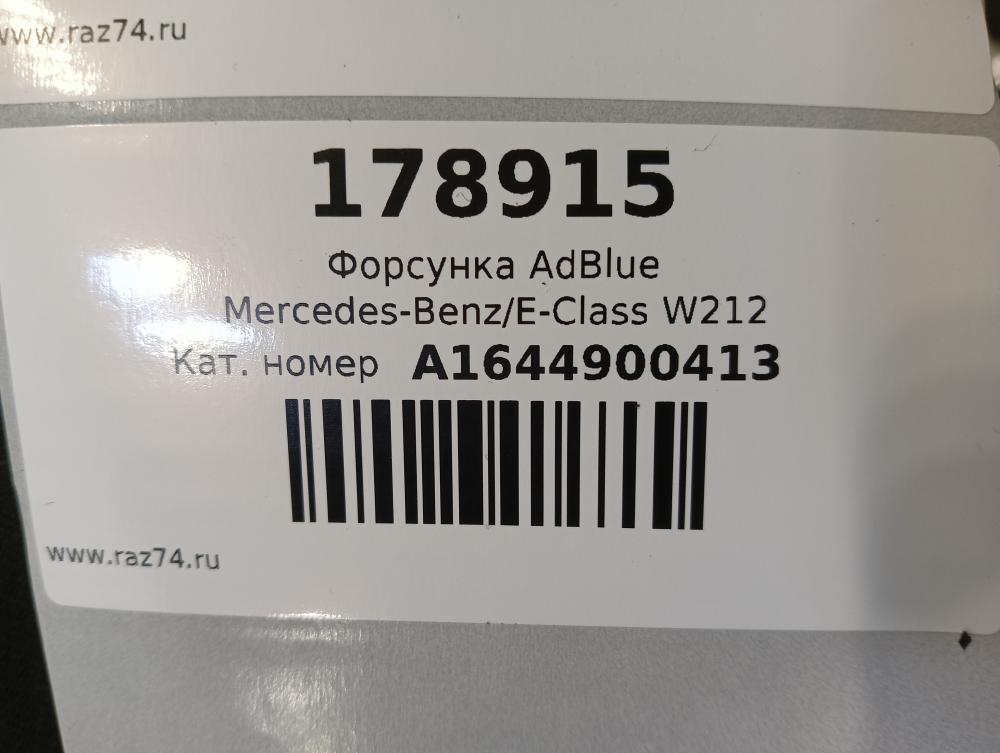 www.raz74.ru
178915
Форсунка AdBlue
Mercedes-Benz/E-Class W212
Кат. номер A1644900413
www.raz74.ru